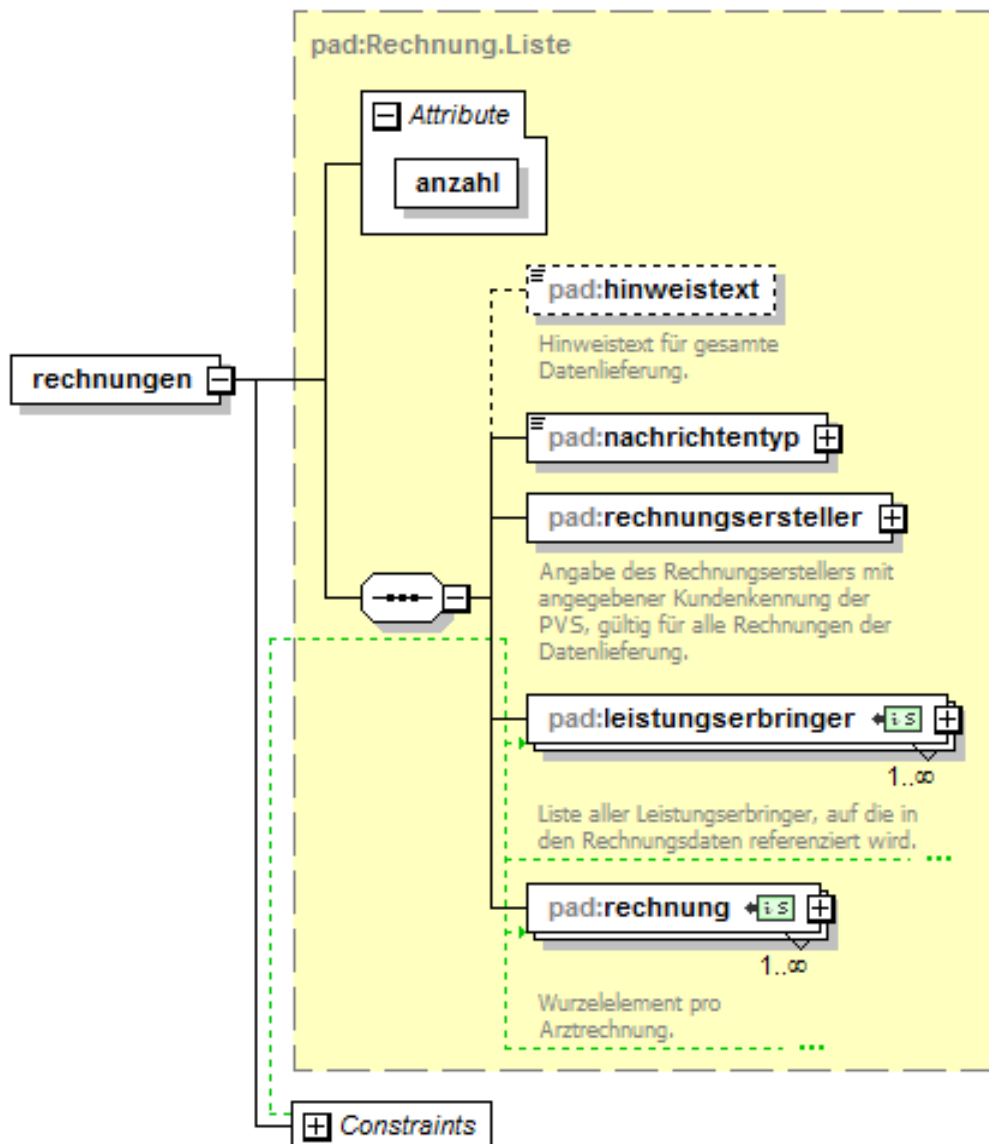 pad:Rechnung.Liste
Attribute
anzahl
pad:hinweistext
Hinweistext für gesamte
Datenlieferung.
rechnungen
pad:nachrichtentyp
pad:rechnungsersteller
Angabe des Rechnungserstellers mit
angegebener Kundenkennung der
PVS, gültig für alle Rechnungen der
Datenlieferung.
pad:leistungserbringer iS
1..∞
Liste aller Leistungserbringer, auf die in
den Rechnungsdaten referenziert wird.
...
pad:rechnung iS
1..∞
Wurzelelement pro
Arztrechnung.
...
Constraints